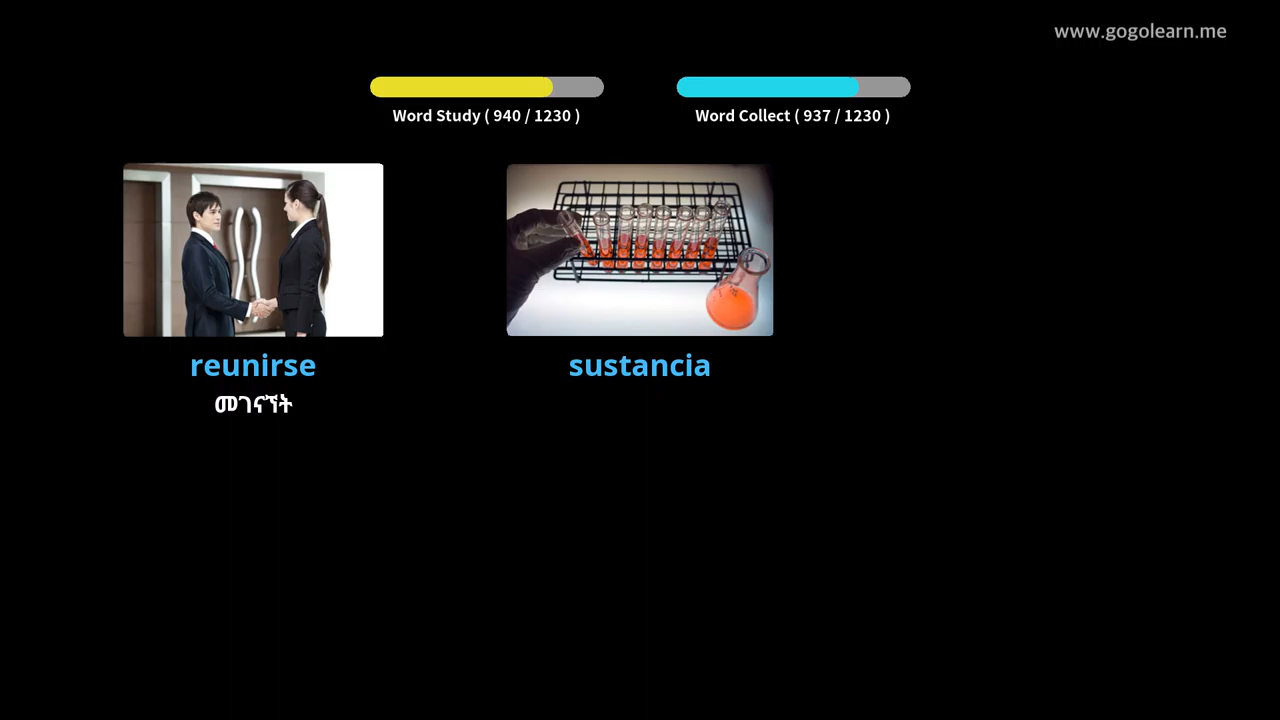 www.gogolearn.me
Word Study ( 940 / 1230 )
Word Collect ( 937 / 1230 )
reunirse
መገናኘት
sustancia